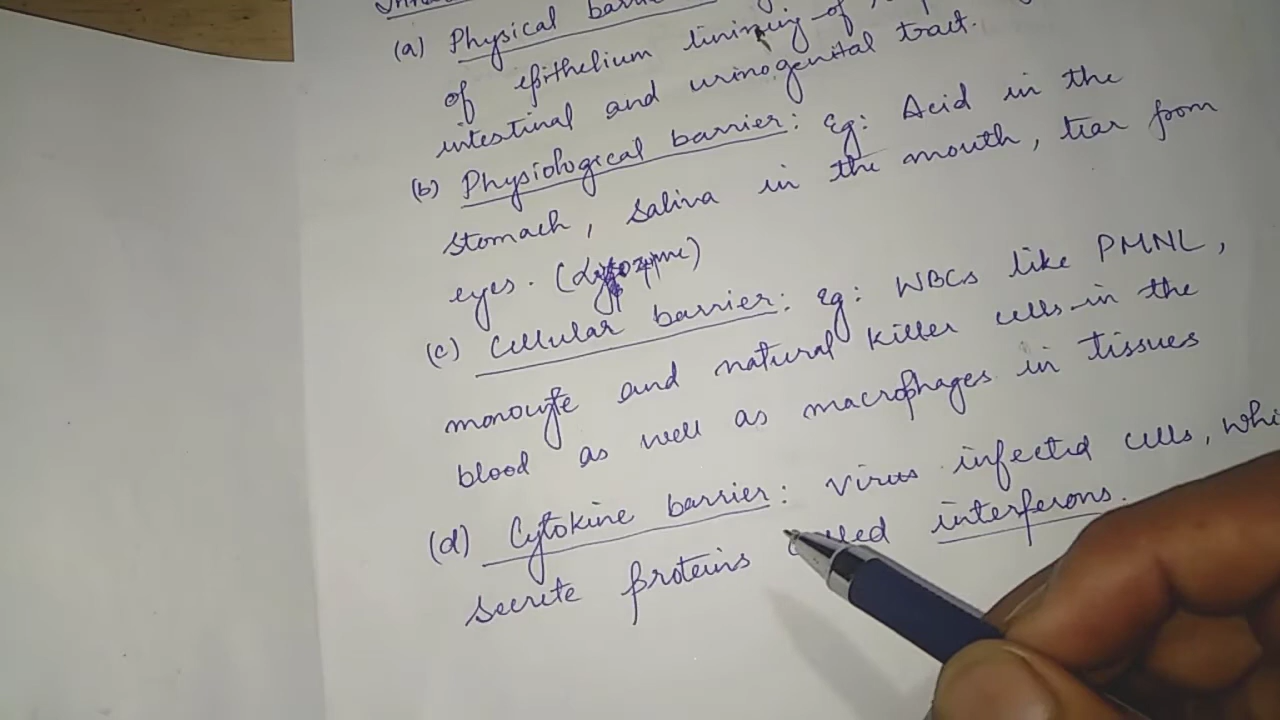 (a) Physical
of epithelium lining of
intestinal and urinogenital tract.
(b) Physiological barrier: Eg: Acid in the
stomach, saliva in the mouth, tear from
eyes. (
(c) Cellular barrier: Eg: WBCs like PMNL,
monocyte and natural killer cells in the
blood as well as macrophages in tissues
(d) Cytokine barrier: Virus infected cells, whi
secrete proteins called interferons.